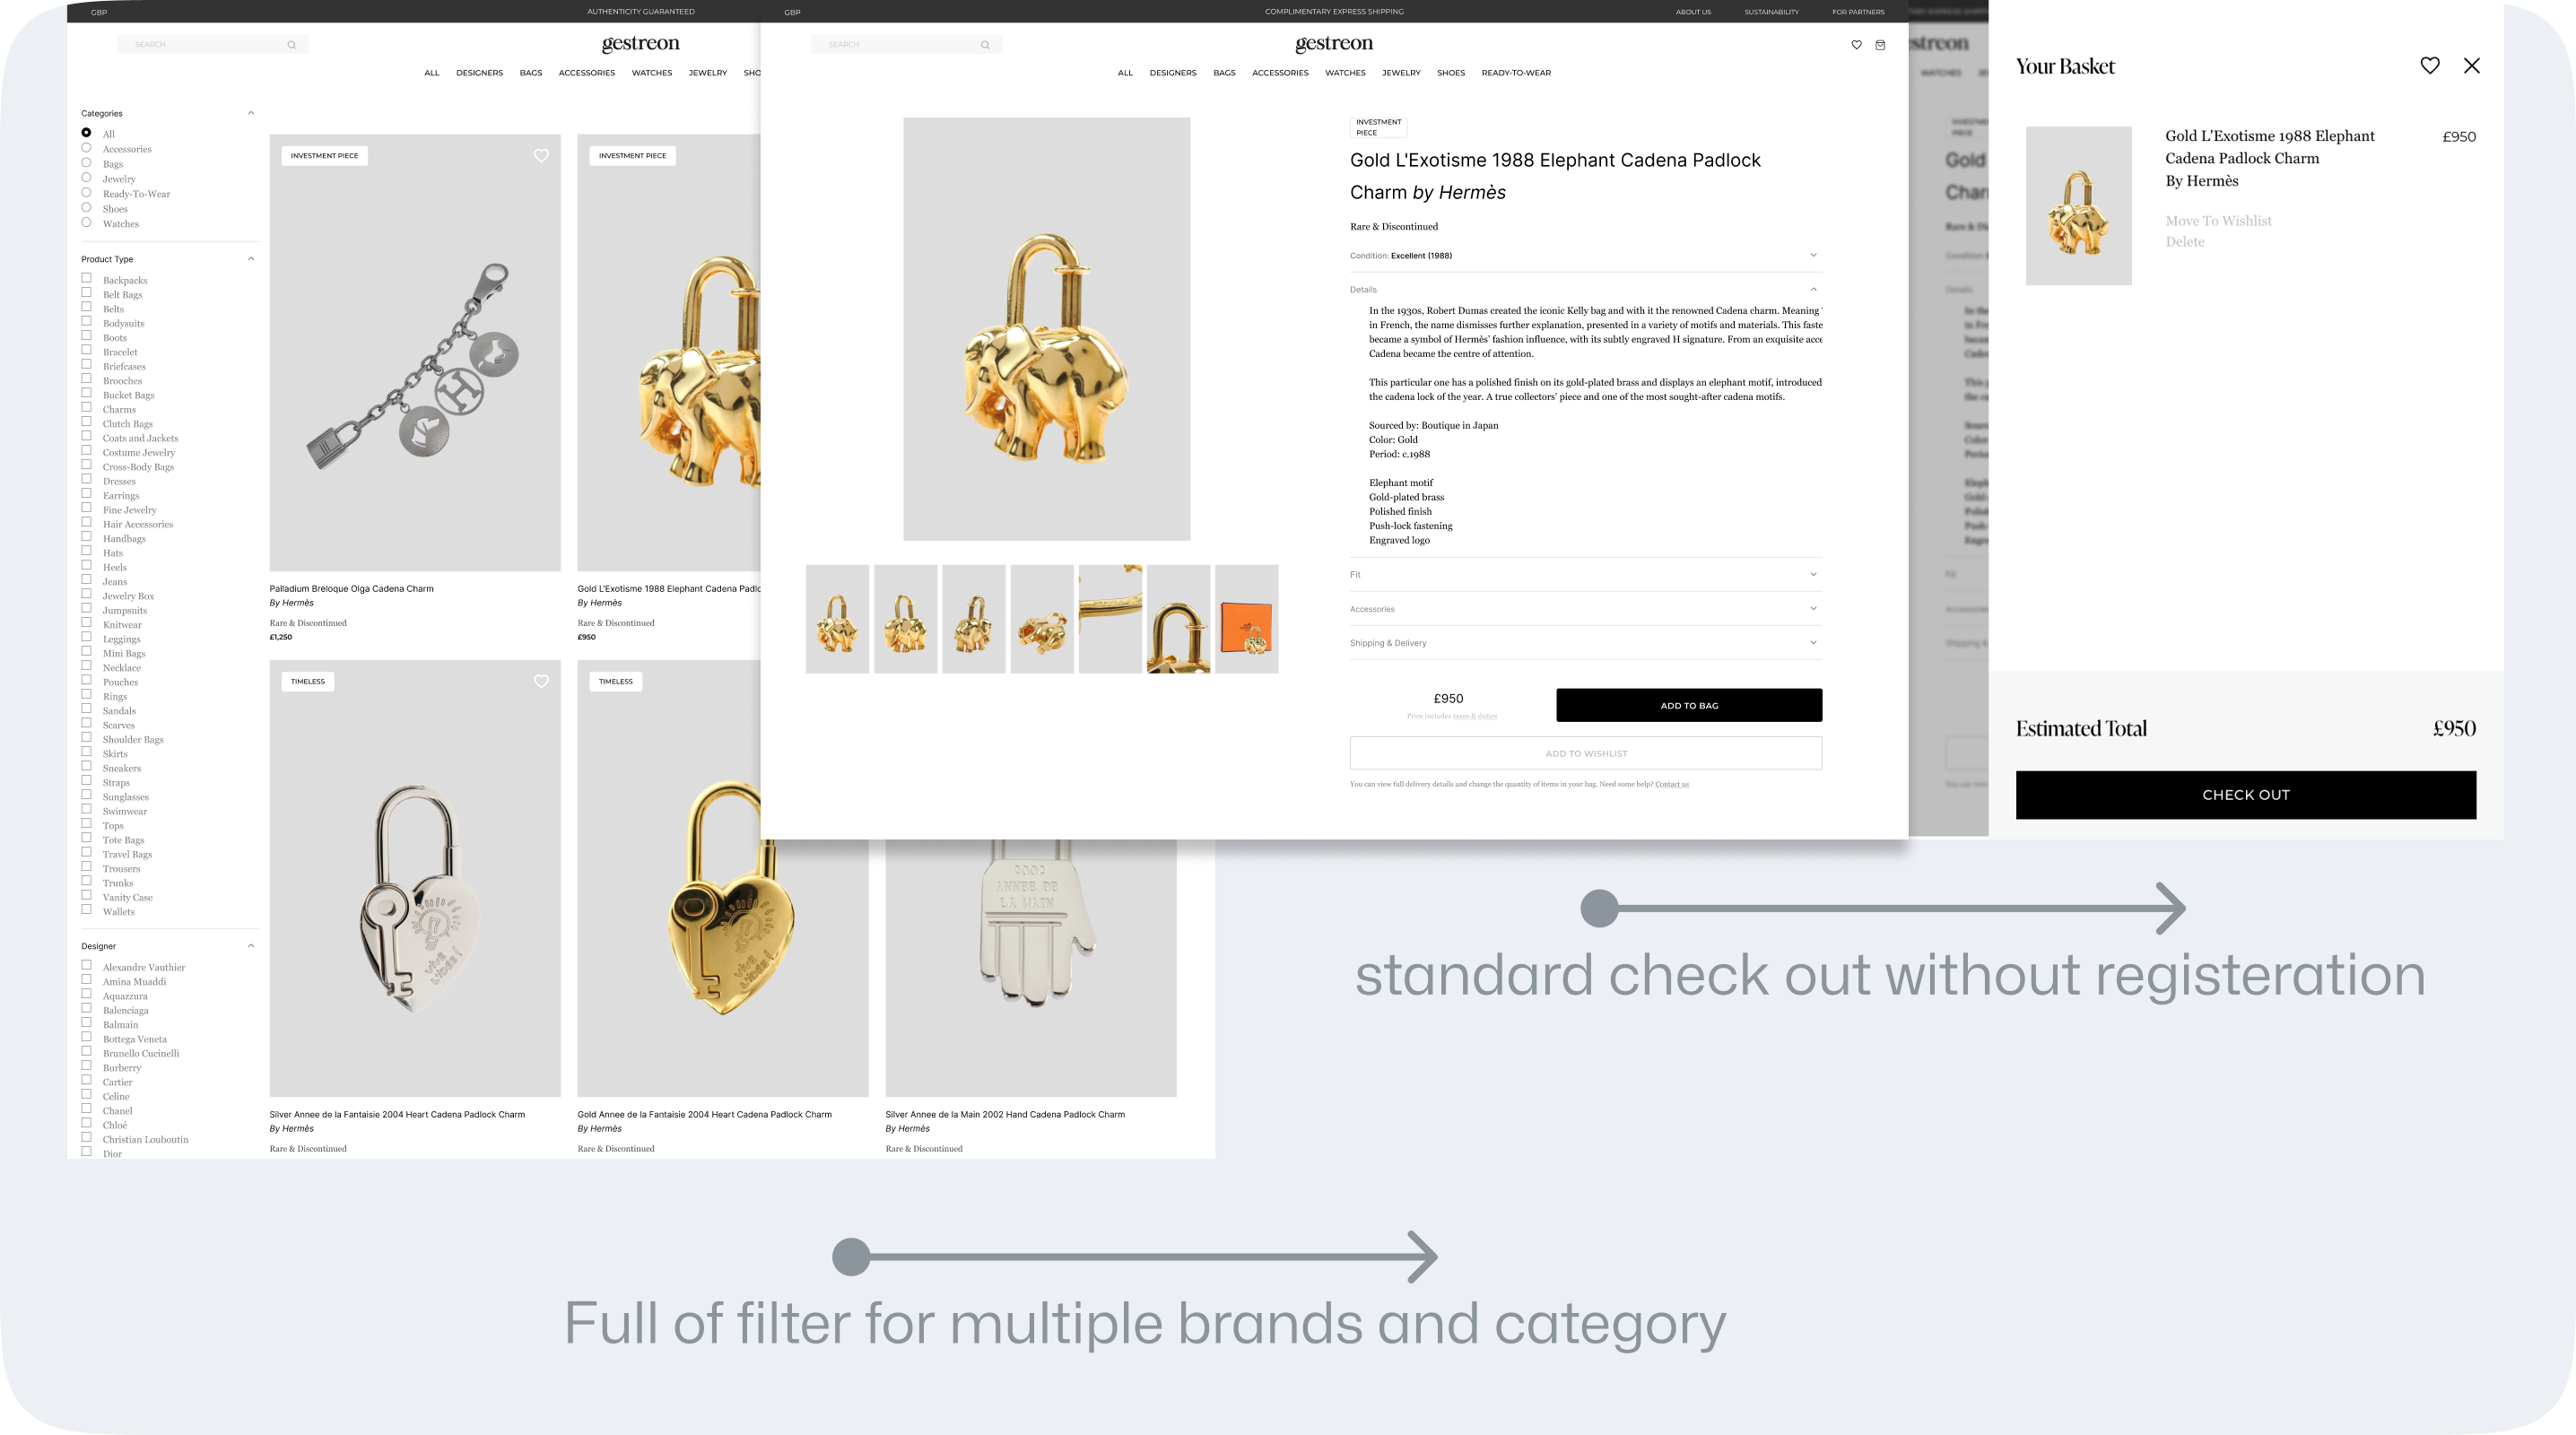 GBP
AUTHENTICITY GUARANTEED
SEARCH
gestreon
ALL DESIGNERS BAGS ACCESSORIES WATCHES JEWELRY SHO
Categories
All
Accessories
Bags
Jewelry
Ready-To-Wear
Shoes
Watches
Product Type
Backpacks
Belt Bags
Belts
Bodysuits
Boots
Bracelet
Briefcases
Brooches
Bucket Bags
Charms
Clutch Bags
Coats and Jackets
Costume Jewelry
Cross-Body Bags
Dresses
Earrings
Fine Jewelry
Hair Accessories
Handbags
Hats
Heels
Jeans
Jewelry Box
Jumpsuits
Knitwear
Leggings
Mini Bags
Necklace
Pouches
Rings
Sandals
Scarves
Shoulder Bags
Skirts
Sneakers
Straps
Sunglasses
Swimwear
Tops
Tote Bags
Travel Bags
Trousers
Trunks
Vanity Case
Wallets
Designer
Alexandre Vauthier
Amina Muaddi
Aquazzura
Balenciaga
Balmain
Bottega Veneta
Brunello Cucinelli
Burberry
Cartier
Celine
Chanel
Chloé
Christian Louboutin
Dior
INVESTMENT PIECE
H
Palladium Breloque Olga Cadena Charm
By Hermès
Rare & Discontinued
£1,250
INVESTMENT PIECE
Gold L'Exotisme 1988 Elephant Cadena Padlo
By Hermès
Rare & Discontinued
£950
TIMELESS
VIVE
L'IDÉE!
Silver Annee de la Fantaisie 2004 Heart Cadena Padlock Charm
By Hermès
Rare & Discontinued
TIMELESS
VIVE
L'IDÉE!
Gold Annee de la Fantaisie 2004 Heart Cadena Padlock Charm
By Hermès
Rare & Discontinued
2002
ANNEE DE
LA MAIN
Silver Annee de la Main 2002 Hand Cadena Padlock Charm
By Hermès
Rare & Discontinued
GBP
COMPLIMENTARY EXPRESS SHIPPING
ABOUT US SUSTAINABILITY FOR PARTNERS
SEARCH
gestreon
ALL DESIGNERS BAGS ACCESSORIES WATCHES JEWELRY SHOES READY-TO-WEAR
INVESTMENT
PIECE
Gold L'Exotisme 1988 Elephant Cadena Padlock
Charm by Hermès
Rare & Discontinued
Condition: Excellent (1988)
Details
In the 1930s, Robert Dumas created the iconic Kelly bag and with it the renowned Cadena charm. Meaning '
in French, the name dismisses further explanation, presented in a variety of motifs and materials. This faste
became a symbol of Hermès' fashion influence, with its subtly engraved H signature. From an exquisite acce
Cadena became the centre of attention.
This particular one has a polished finish on its gold-plated brass and displays an elephant motif, introduced
the cadena lock of the year. A true collectors' piece and one of the most sought-after cadena motifs.
Sourced by: Boutique in Japan
Color: Gold
Period: c.1988
Elephant motif
Gold-plated brass
Polished finish
Push-lock fastening
Engraved logo
Fit
Accessories
Shipping & Delivery
£950
Price includes taxes & duties
ADD TO BAG
ADD TO WISHLIST
You can view full delivery details and change the quantity of items in your bag. Need some help? Contact us
Your Basket
Gold L'Exotisme 1988 Elephant
Cadena Padlock Charm
By Hermès
£950
Move To Wishlist
Delete
Estimated Total
£950
CHECK OUT
standard check out without registeration
Full of filter for multiple brands and category